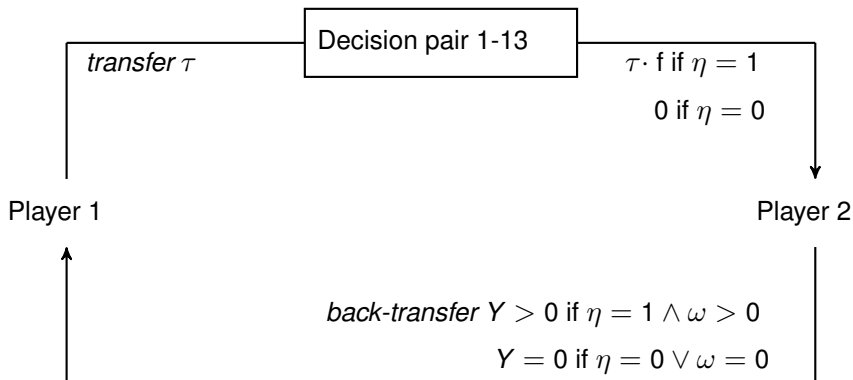 Decision pair 1-13
transfer τ
τ· f if η = 1
0 if η = 0
Player 1
Player 2
back-transfer Y > 0 if η = 1 ∧ ω > 0
Y = 0 if η = 0 ∨ ω = 0